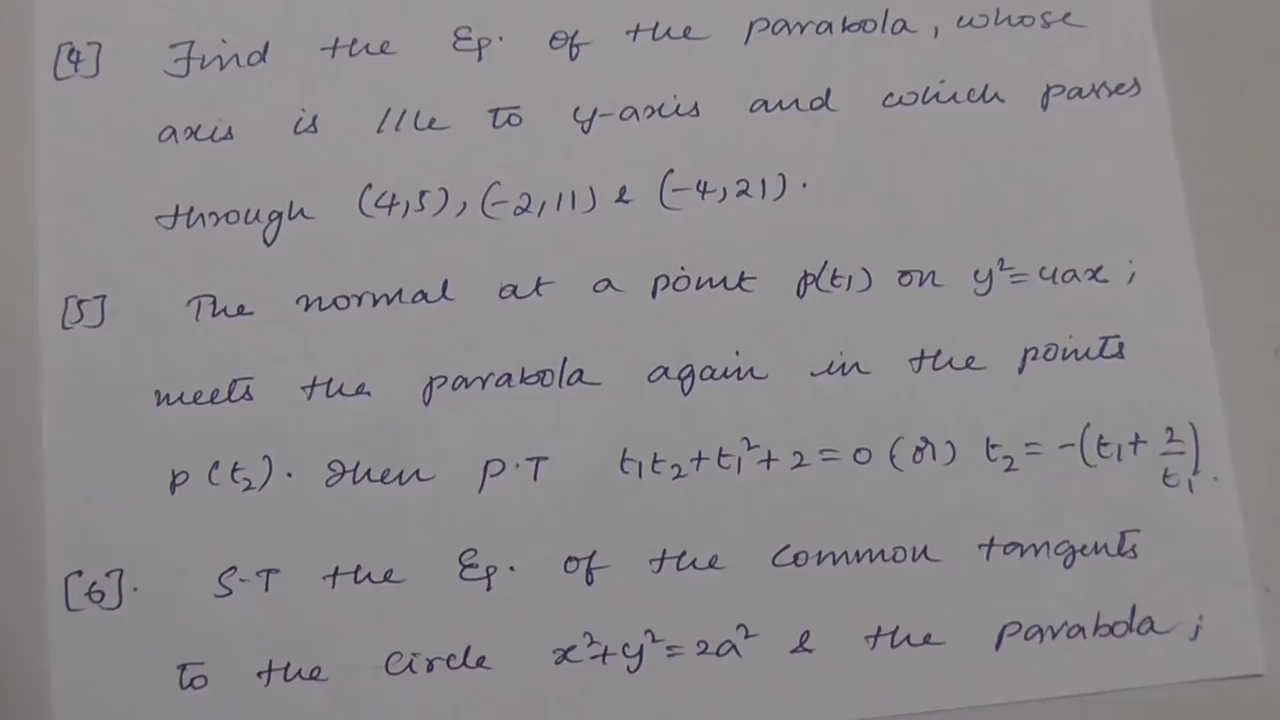 [4] Find the Eq. of the parabola, whose
axis is ||le to y-axis and which passes
through (4,5), (-2,11) & (-4,21).
[5] The normal at a point p(t₁) on y²=4ax;
meets the parabola again in the points
p(t₂). then P.T t₁t₂+t₁²+2=0 (or) t₂=-(t₁+2/t₁).
[6]. S-T the Eq. of the common tangents
to the circle x²+y²=2a² & the parabola;